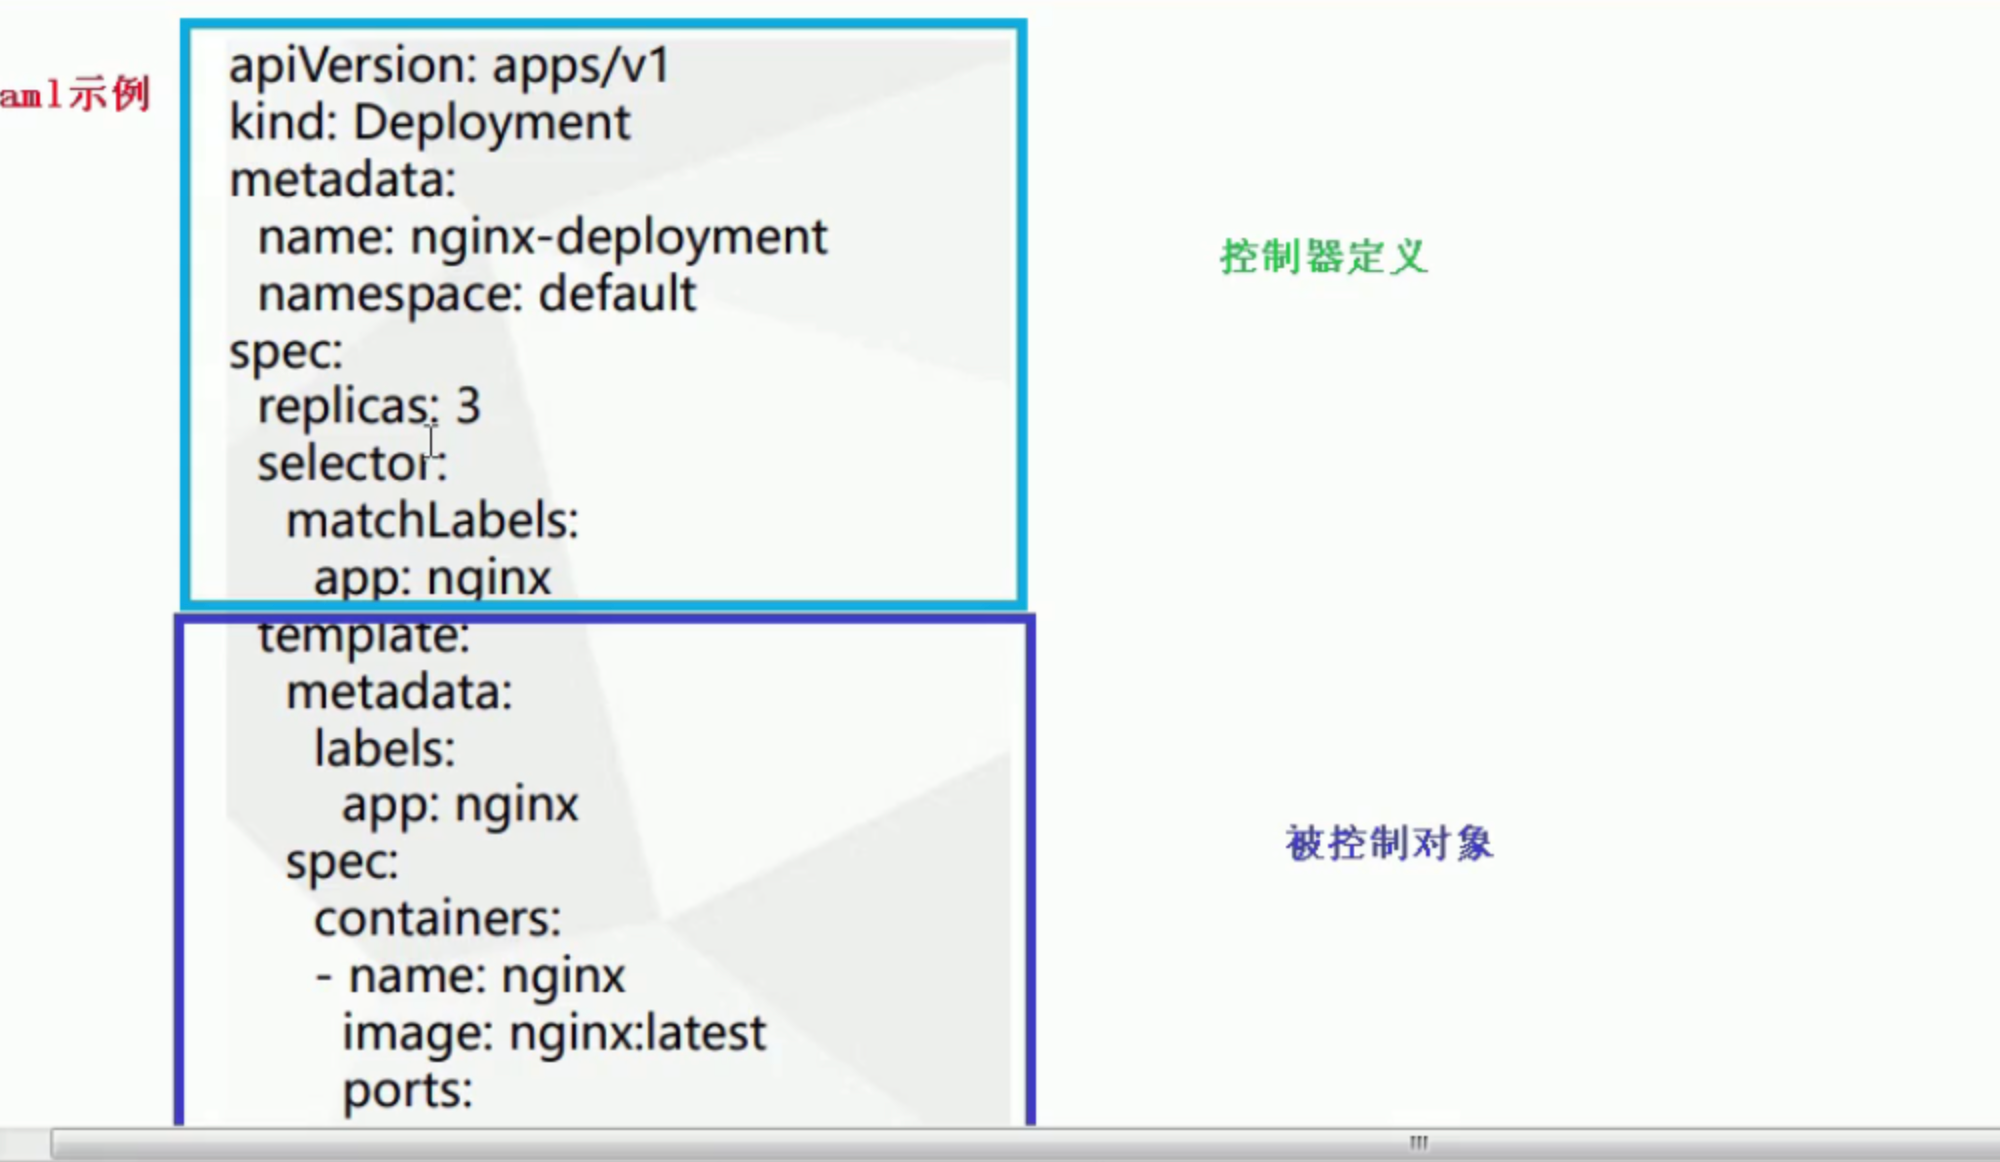 aml示例
apiVersion: apps/v1
kind: Deployment
metadata:
  name: nginx-deployment
  namespace: default
控制器定义
spec:
  replicas: 3
  selector:
    matchLabels:
      app: nginx
  template:
    metadata:
      labels:
        app: nginx
被控制对象
    spec:
      containers:
      - name: nginx
        image: nginx:latest
        ports: